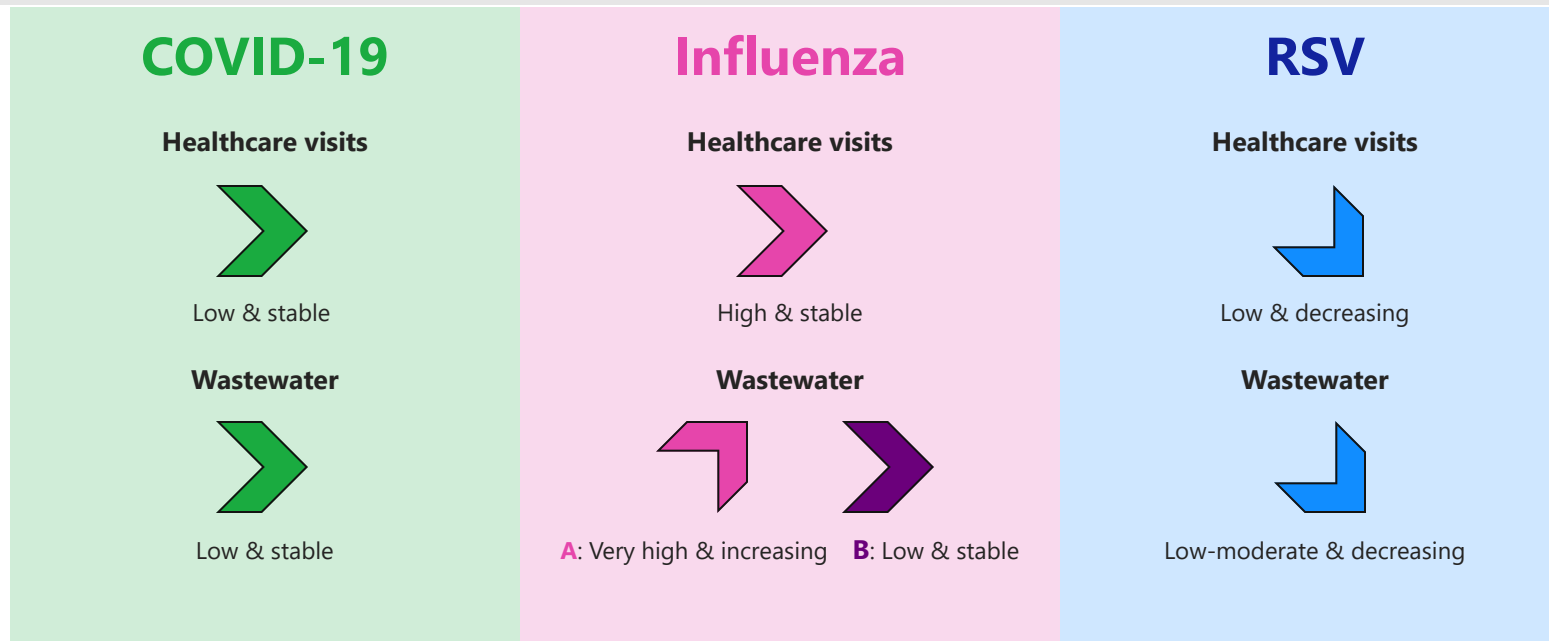 COVID-19
Healthcare visits
Low & stable
Wastewater
Low & stable
Influenza
Healthcare visits
High & stable
Wastewater
A: Very high & increasing
B: Low & stable
RSV
Healthcare visits
Low & decreasing
Wastewater
Low-moderate & decreasing